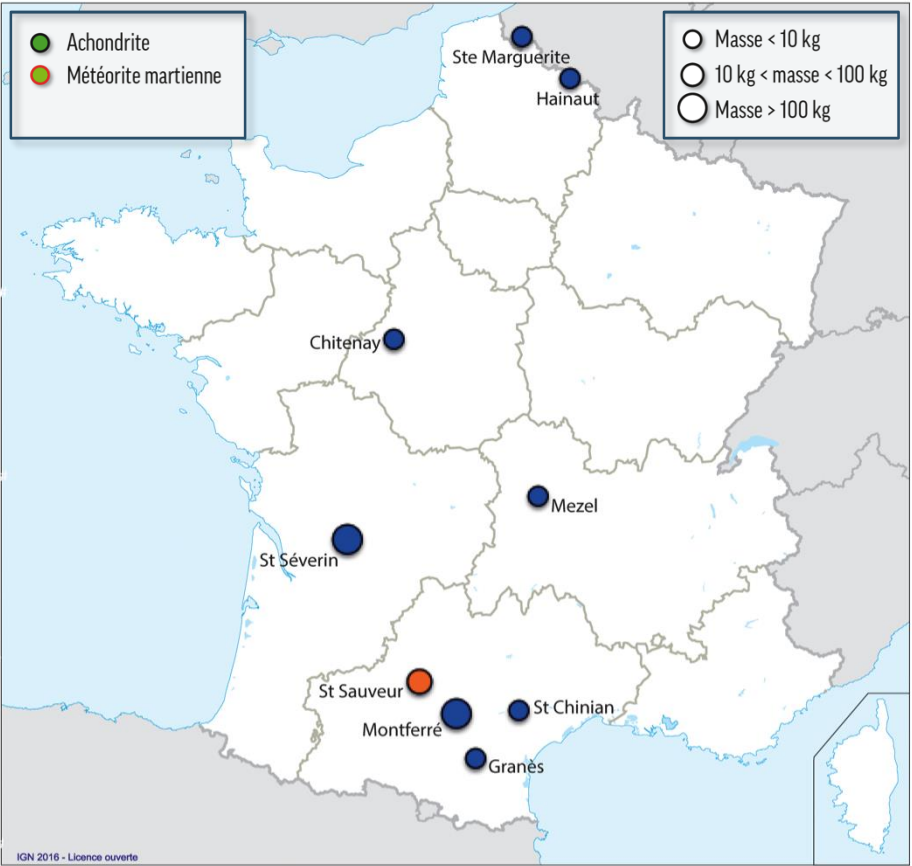 Achondrite
Météorite martienne
Masse < 10 kg
10 kg < masse < 100 kg
Masse > 100 kg
Ste Marguerite
Hainaut
Chitenay
Mezel
St Séverin
St Sauveur
St Chinian
Montferré
Granès
IGN 2016 - Licence ouverte